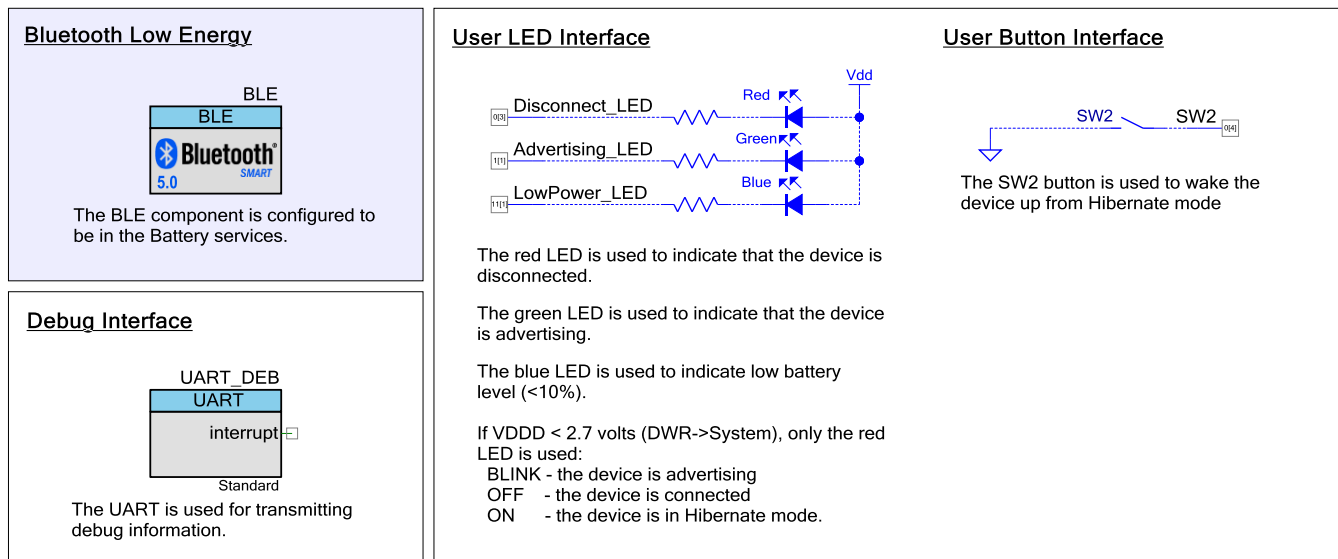 Bluetooth Low Energy
BLE
BLE
Bluetooth®
SMART
5.0
The BLE component is configured to
be in the Battery services.
Debug Interface
UART_DEB
UART
interrupt
Standard
The UART is used for transmitting
debug information.
User LED Interface
Vdd
Red
0[3]
Disconnect_LED
Green
1[1]
Advertising_LED
Blue
11[1]
LowPower_LED
The red LED is used to indicate that the device is
disconnected.
The green LED is used to indicate that the device
is advertising.
The blue LED is used to indicate low battery
level (<10%).
If VDDD < 2.7 volts (DWR->System), only the red
LED is used:
BLINK - the device is advertising
OFF - the device is connected
ON - the device is in Hibernate mode.
User Button Interface
SW2 SW2 0[4]
The SW2 button is used to wake the
device up from Hibernate mode